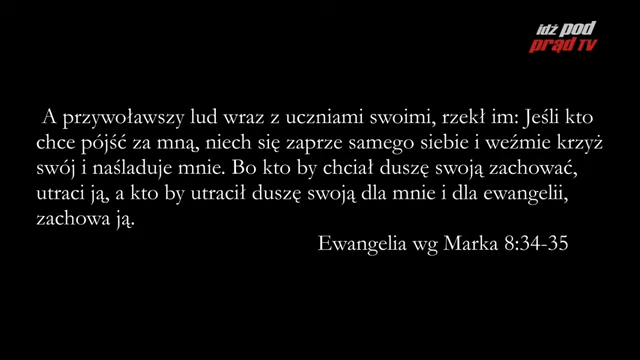 idź pod
prąd TV
A przywoławszy lud wraz z uczniami swoimi, rzekł im: Jeśli kto
chce pójść za mną, niech się zaprze samego siebie i weźmie krzyż
swój i naśladuje mnie. Bo kto by chciał duszę swoją zachować,
utraci ją, a kto by utracił duszę swoją dla mnie i dla ewangelii,
zachowa ją.
Ewangelia wg Marka 8:34-35